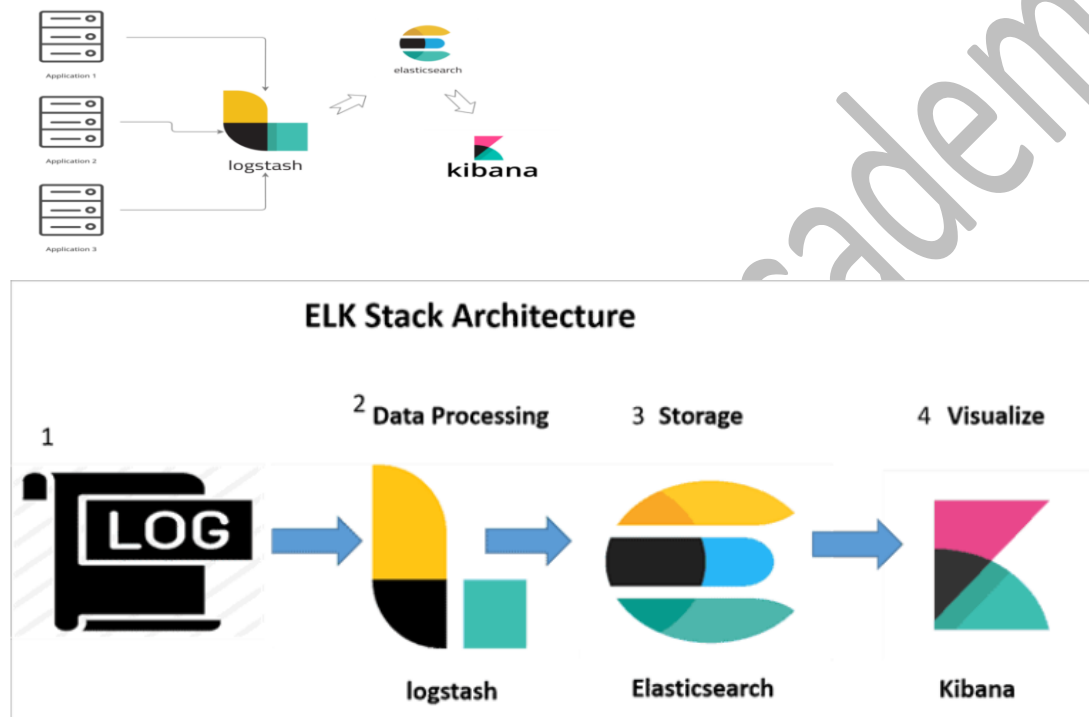 Application 1
elasticsearch
Application 2
logstash
kibana
Application 3
ELK Stack Architecture
1
2 Data Processing
3 Storage
4 Visualize
LOG
logstash
Elasticsearch
Kibana